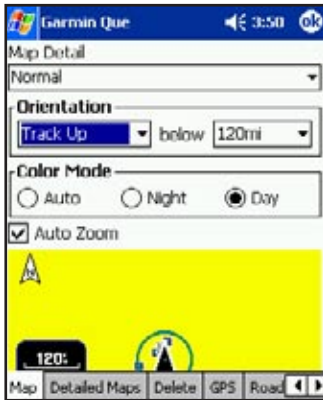 Garmin Que 3:50 ok
Map Detail
Normal
Orientation
Track Up below 120mi
Color Mode
Auto Night Day
Auto Zoom
N
120
Map Detailed Maps Delete GPS Road